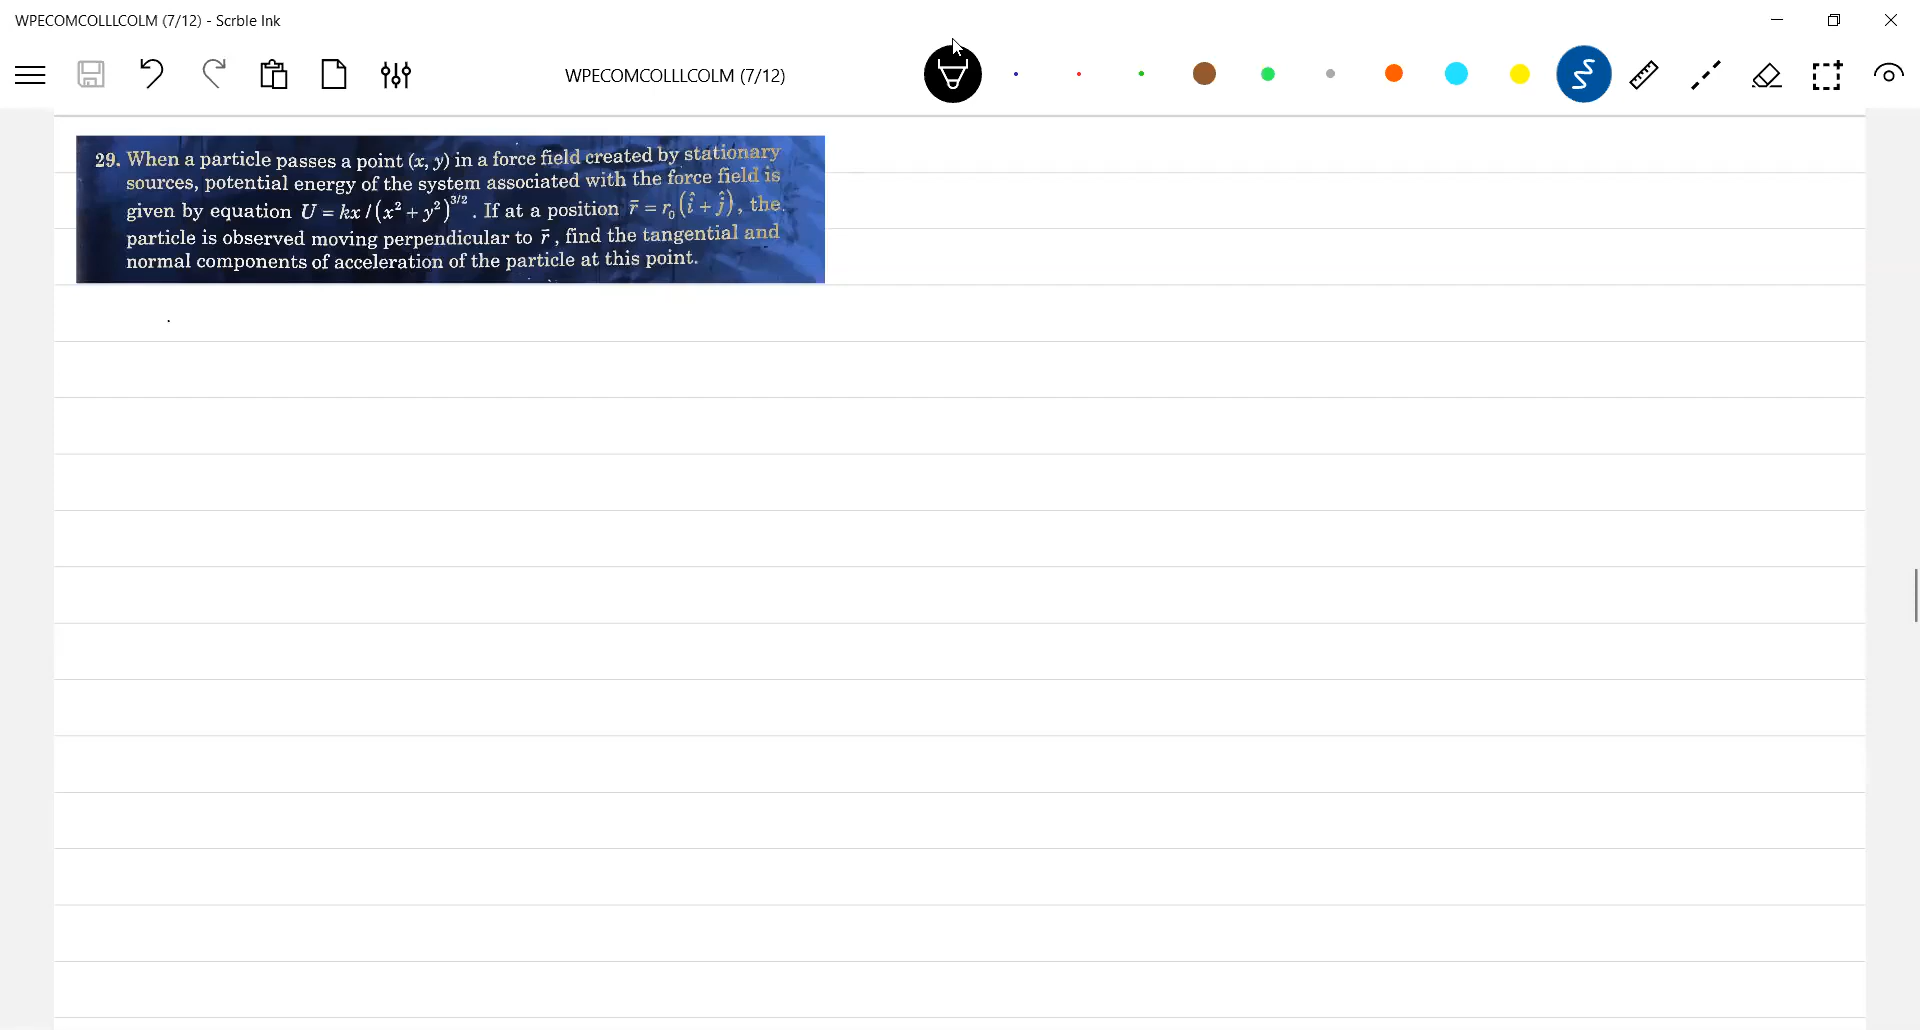 WPECOMCOLLLCOLM (7/12) - Scrble Ink
WPECOMCOLLLCOLM (7/12)
29. When a particle passes a point (x, y) in a force field created by stationary
sources, potential energy of the system associated with the force field is
given by equation U = kx / (x² + y²)^{3/2}. If at a position r̄ = r₀(î + ĵ), the
particle is observed moving perpendicular to r̄, find the tangential and
normal components of acceleration of the particle at this point.